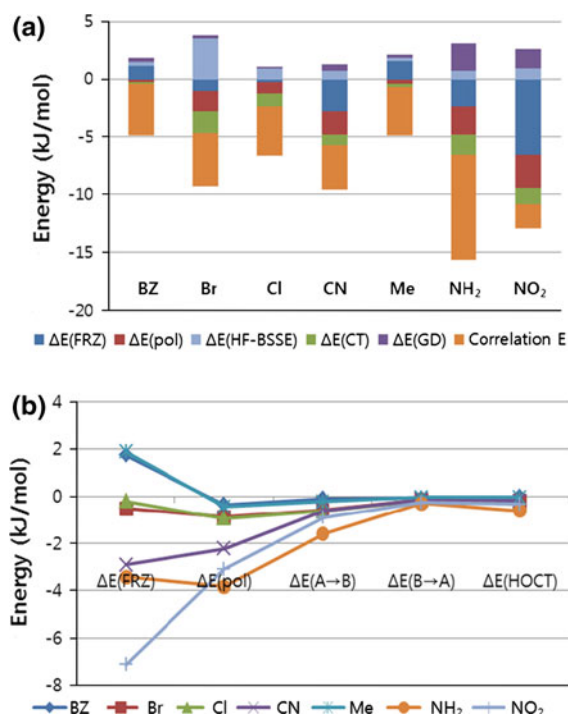 (a)
Energy (kJ/mol)
5
0
-5
-10
-15
-20
BZ Br Cl CN Me NH₂ NO₂
ΔE(FRZ) ΔE(pol) ΔE(HF-BSSE) ΔE(CT) ΔE(GD) Correlation E
(b)
Energy (kJ/mol)
4
2
0
-2
-4
-6
-8
ΔE(FRZ) ΔE(pol) ΔE(A→B) ΔE(B→A) ΔE(HOCT)
BZ Br Cl CN Me NH₂ NO₂